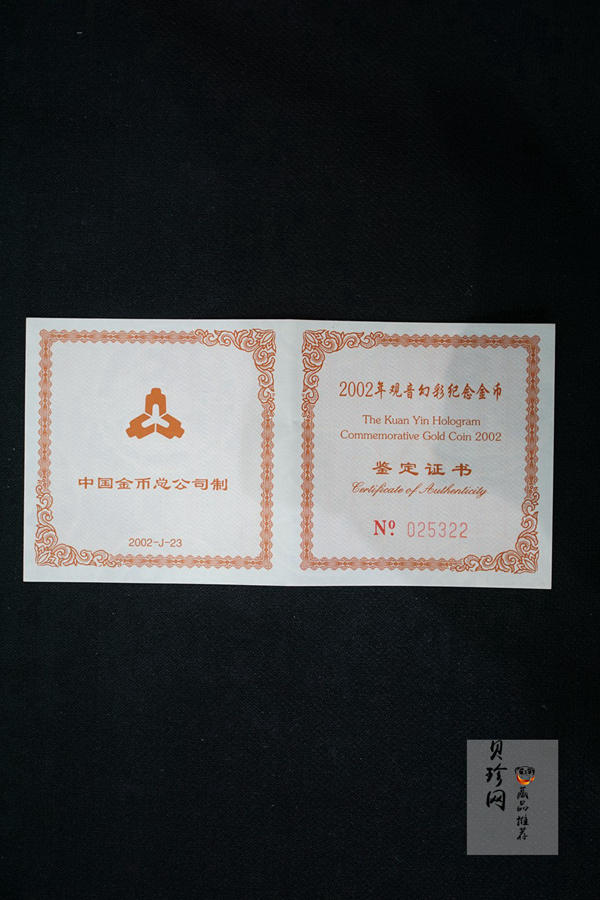 中国金币总公司制
2002-J-23
2002年观音幻彩纪念金币
The Kuan Yin Hologram
Commemorative Gold Coin 2002
鉴定证书
Certificate of Authenticity
Nº 025322
贝珍网
藏品推荐